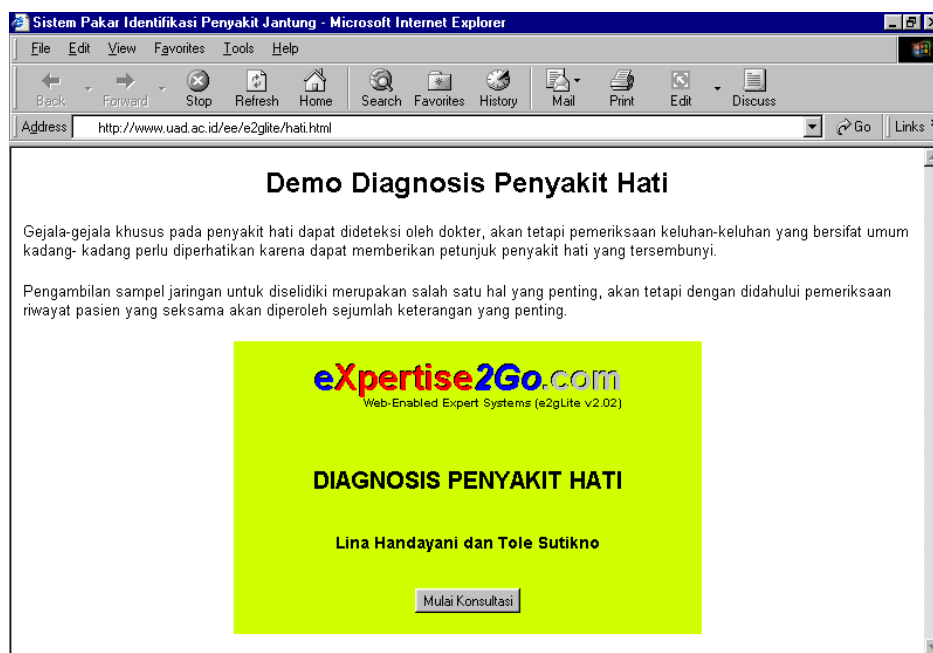 Sistem Pakar Identifikasi Penyakit Jantung - Microsoft Internet Explorer
File Edit View Favorites Tools Help
Back Forward Stop Refresh Home Search Favorites History Mail Print Edit Discuss
Address http://www.uad.ac.id/ee/e2glite/hati.html Go Links
Demo Diagnosis Penyakit Hati
Gejala-gejala khusus pada penyakit hati dapat dideteksi oleh dokter, akan tetapi pemeriksaan keluhan-keluhan yang bersifat umum
kadang- kadang perlu diperhatikan karena dapat memberikan petunjuk penyakit hati yang tersembunyi.
Pengambilan sampel jaringan untuk diselidiki merupakan salah satu hal yang penting, akan tetapi dengan didahului pemeriksaan
riwayat pasien yang seksama akan diperoleh sejumlah keterangan yang penting.
eXpertise2Go.com
Web-Enabled Expert Systems (e2gLite v2.02)
DIAGNOSIS PENYAKIT HATI
Lina Handayani dan Tole Sutikno
Mulai Konsultasi